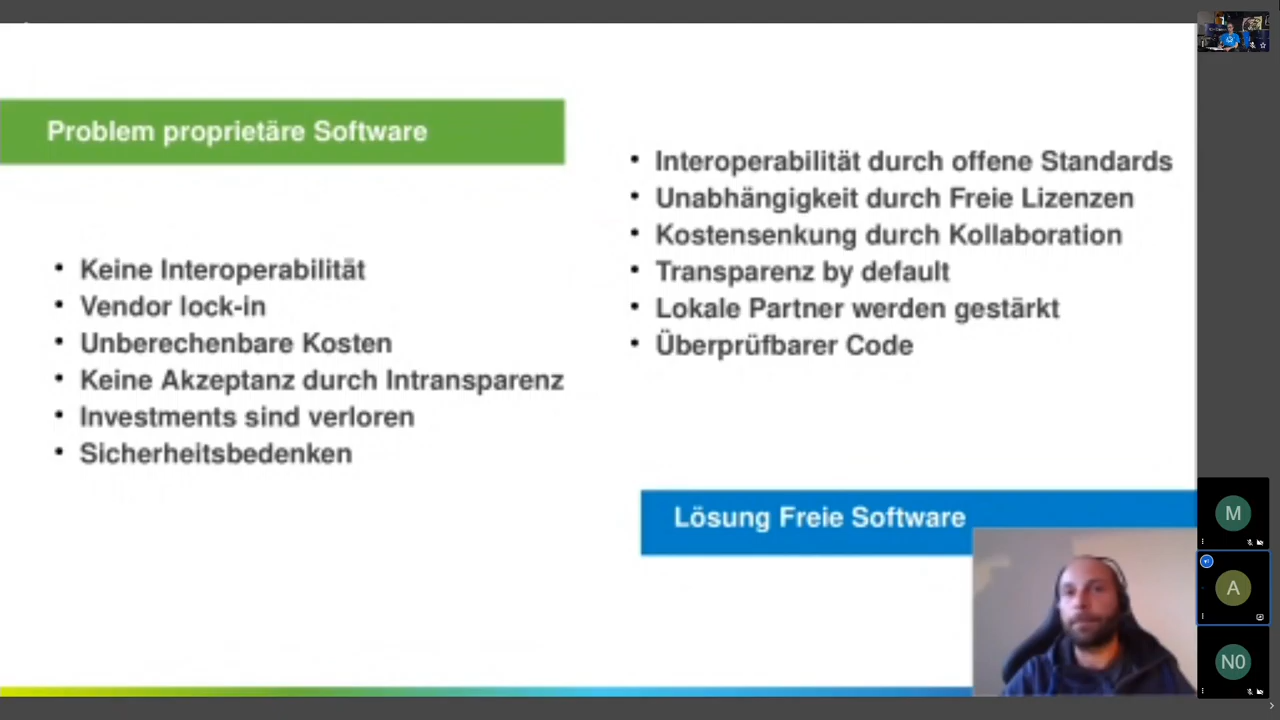 Problem proprietäre Software
Keine Interoperabilität
Vendor lock-in
Unberechenbare Kosten
Keine Akzeptanz durch Intransparenz
Investments sind verloren
Sicherheitsbedenken
Interoperabilität durch offene Standards
Unabhängigkeit durch Freie Lizenzen
Kostensenkung durch Kollaboration
Transparenz by default
Lokale Partner werden gestärkt
Überprüfbarer Code
Lösung Freie Software
M
A
N0